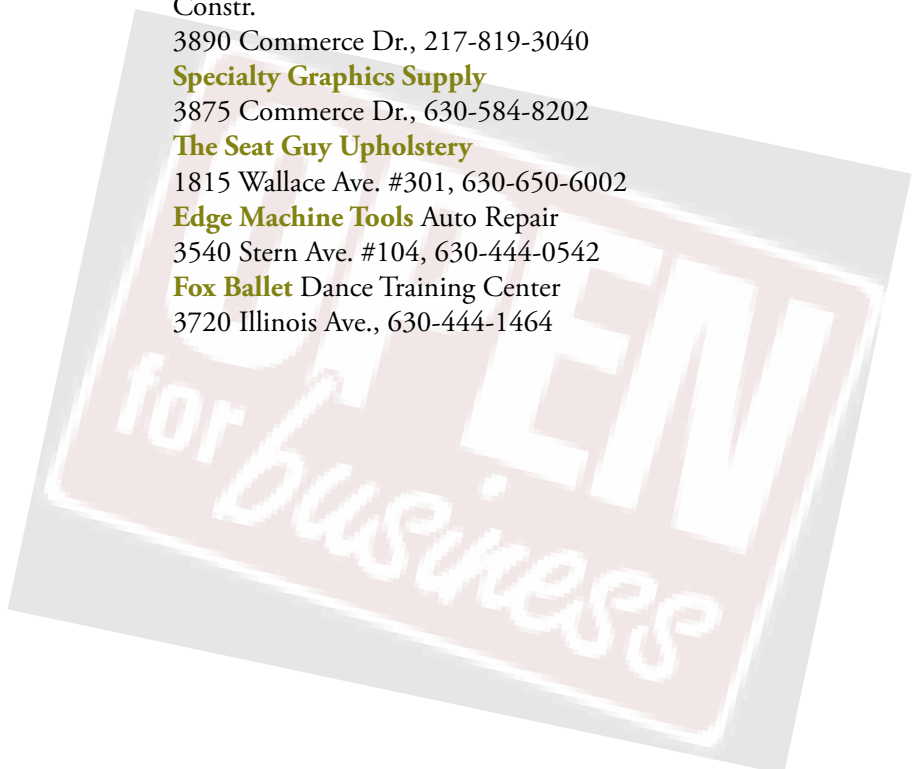 Constr.
3890 Commerce Dr., 217-819-3040
Specialty Graphics Supply
3875 Commerce Dr., 630-584-8202
The Seat Guy Upholstery
1815 Wallace Ave. #301, 630-650-6002
Edge Machine Tools Auto Repair
3540 Stern Ave. #104, 630-444-0542
Fox Ballet Dance Training Center
3720 Illinois Ave., 630-444-1464
OPEN
for business